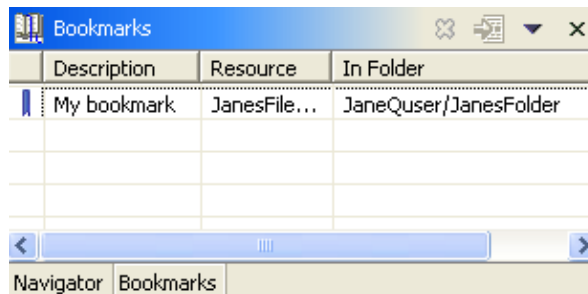 Bookmarks
Description Resource In Folder
My bookmark JanesFile... JaneQuser/JanesFolder
Navigator Bookmarks